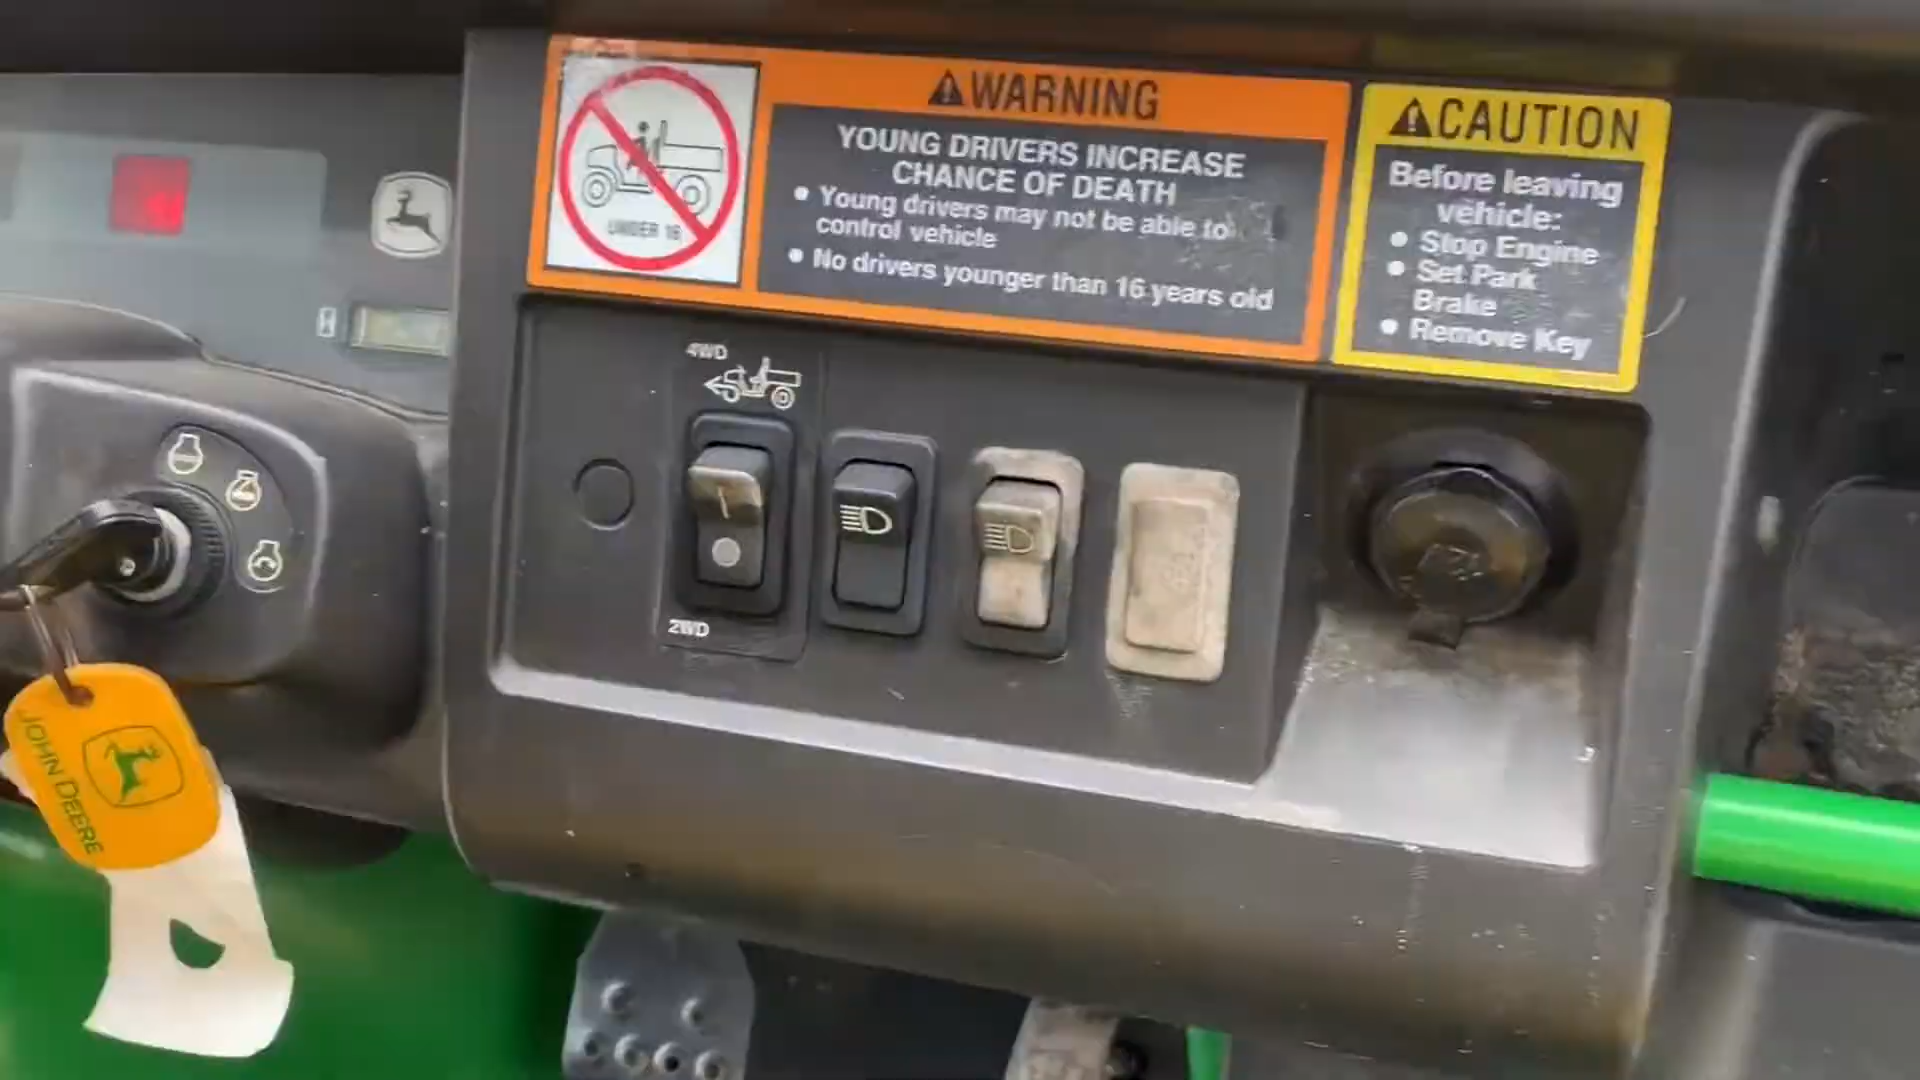 WARNING
YOUNG DRIVERS INCREASE
CHANCE OF DEATH
• Young drivers may not be able to
control vehicle
• No drivers younger than 16 years old
UNDER 16
CAUTION
Before leaving
vehicle:
• Stop Engine
• Set Park
Brake
• Remove Key
4WD
2WD
JOHN DEERE